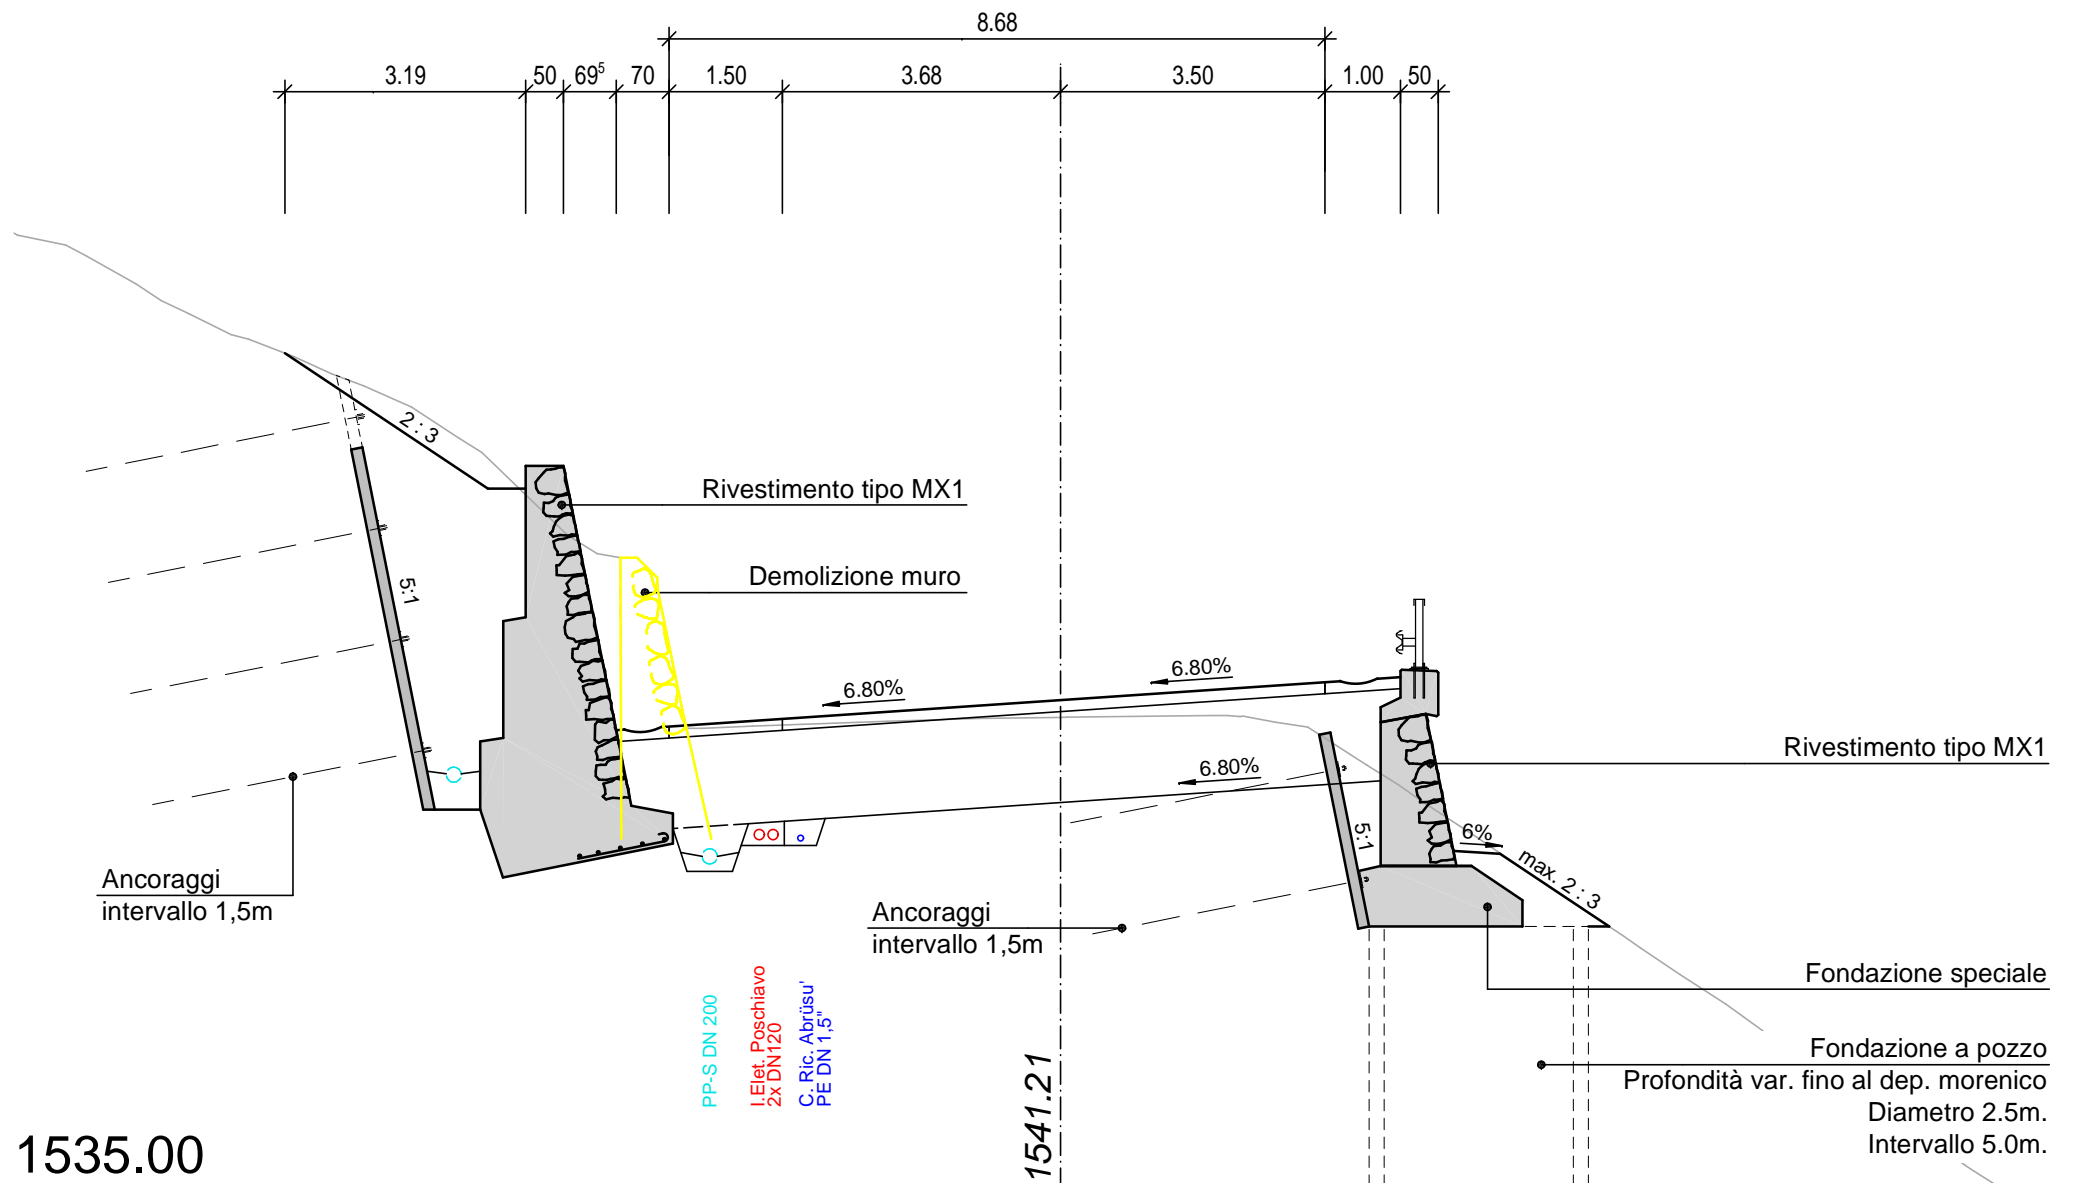 8.68
3.19 50 69⁵ 70 1.50 3.68 3.50 1.00 50
2 : 3
Rivestimento tipo MX1
Demolizione muro
5:1
6.80%
6.80%
6.80%
Rivestimento tipo MX1
5:1
6%
max. 2 : 3
Ancoraggi
intervallo 1,5m
Ancoraggi
intervallo 1,5m
Fondazione speciale
PP-S DN 200
I.Elet. Poschiavo
2x DN120
C. Ric. Abrüsu'
PE DN 1,5"
1541.21
Fondazione a pozzo
Profondità var. fino al dep. morenico
Diametro 2.5m.
Intervallo 5.0m.
1535.00